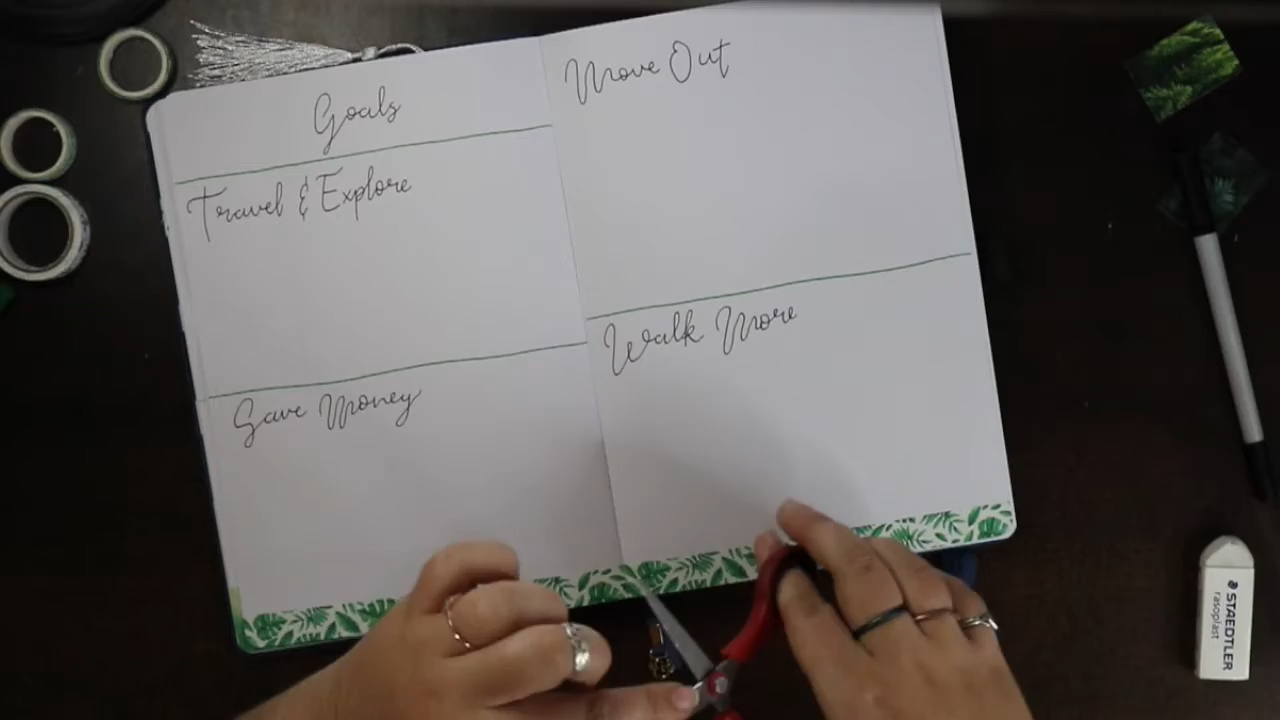 Goals
Travel & Explore
Save Money
Move Out
Walk More
STAEDTLER
rasoplast